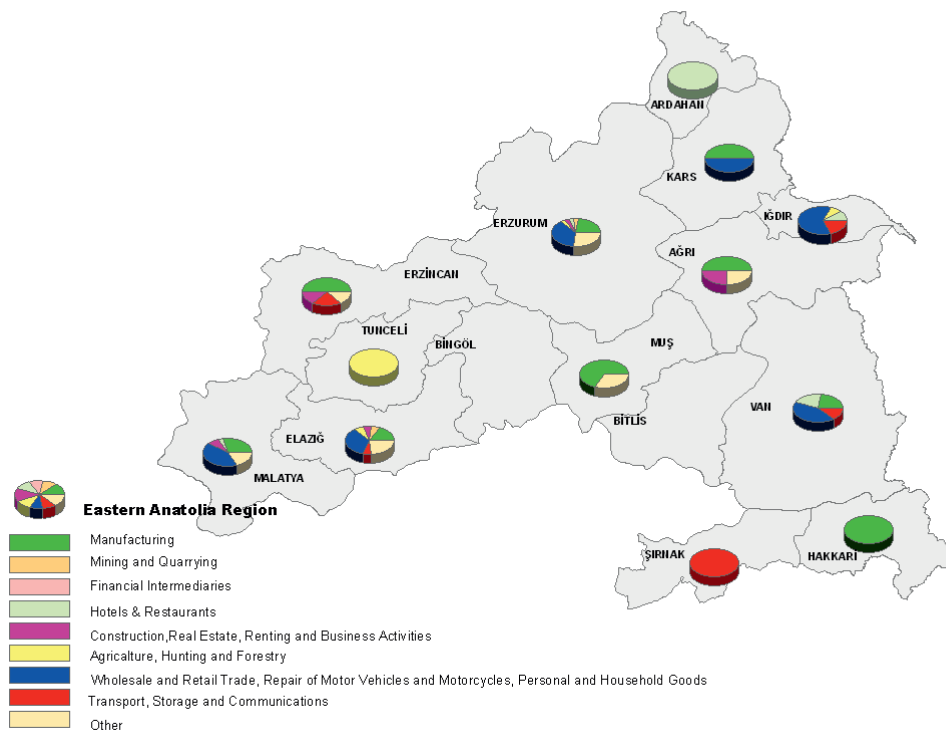 ARDAHAN
KARS
IĞDIR
ERZURUM
AĞRI
ERZİNCAN
TUNCELİ
BİNGÖL
MUŞ
VAN
BİTLİS
ELAZIĞ
MALATYA
Eastern Anatolia Region
Manufacturing
Mining and Quarrying
Financial Intermediaries
Hotels & Restaurants
Construction,Real Estate, Renting and Business Activities
Agriculture, Hunting and Forestry
Wholesale and Retail Trade, Repair of Motor Vehicles and Motorcycles, Personal and Household Goods
Transport, Storage and Communications
Other
ŞIRNAK
HAKKARİ